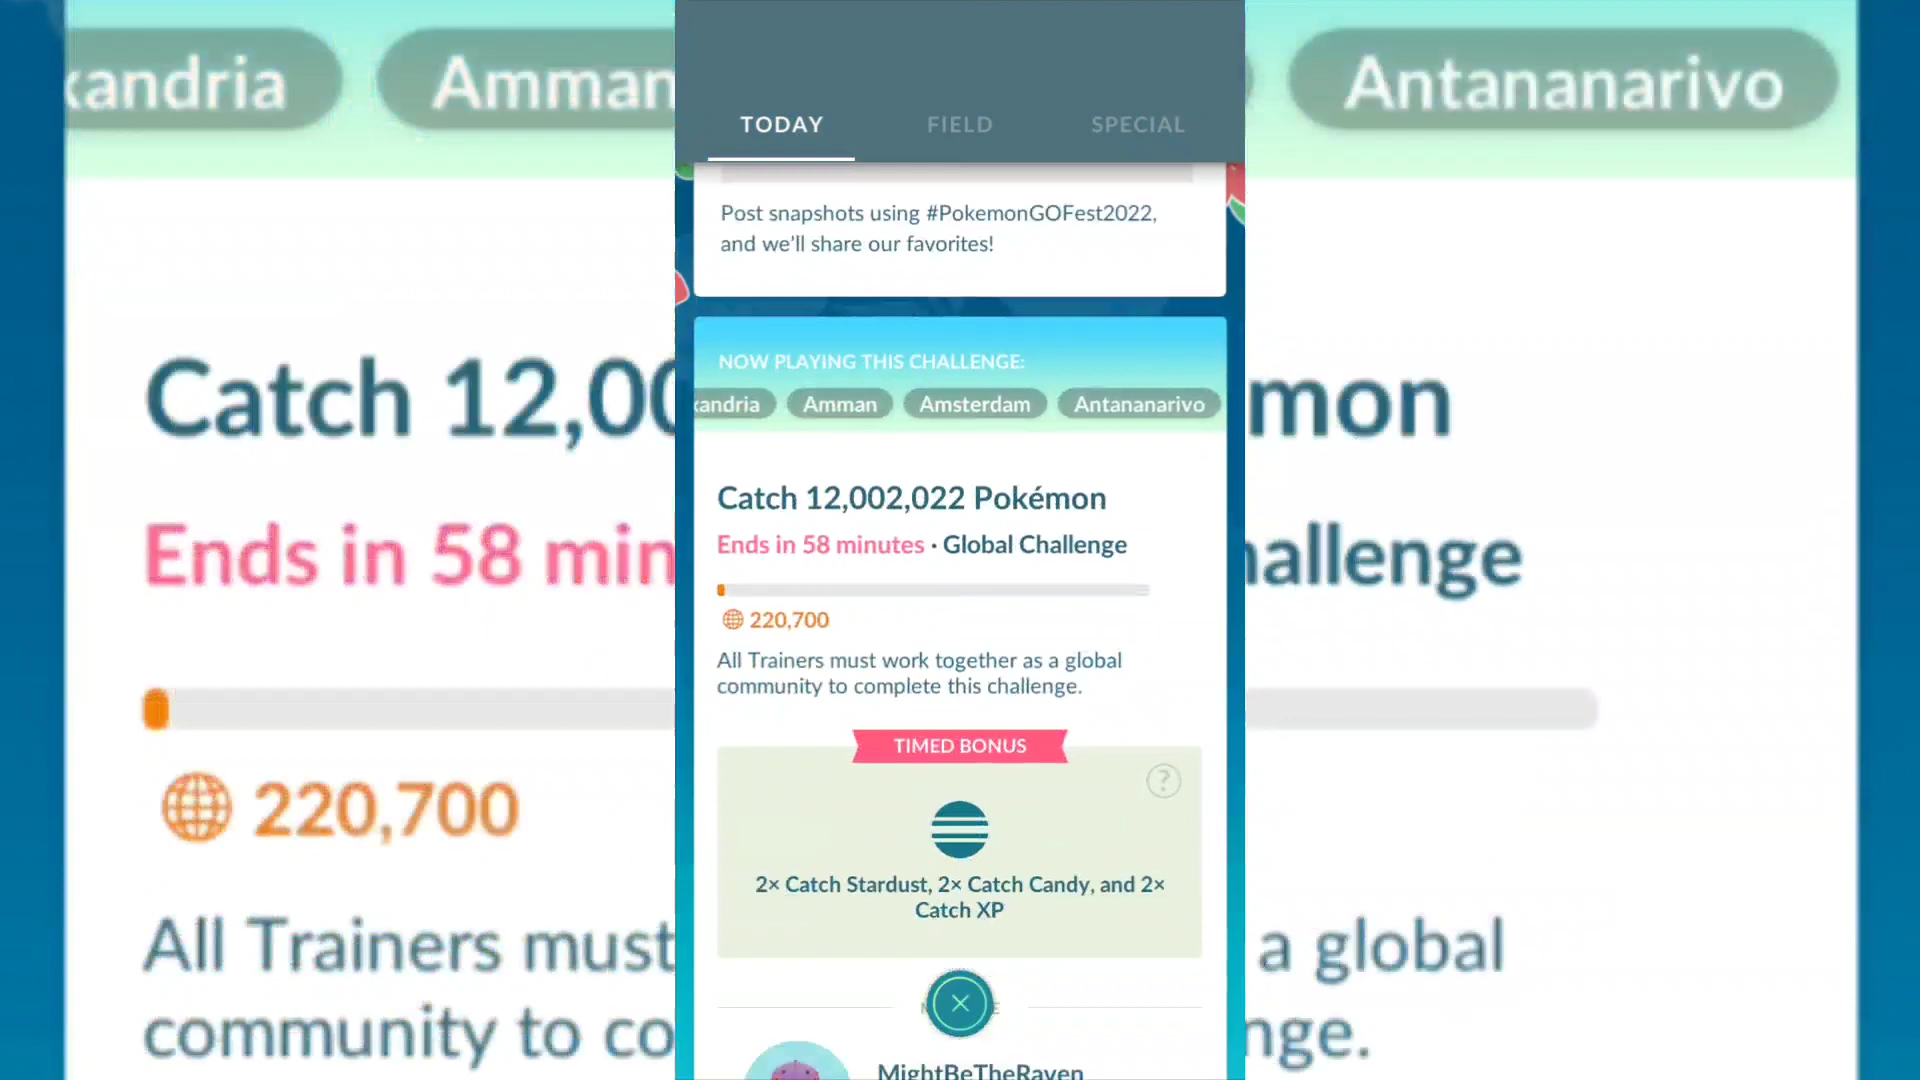 TODAY FIELD SPECIAL
Post snapshots using #PokemonGOFest2022,
and we'll share our favorites!
NOW PLAYING THIS CHALLENGE:
xandria Amman Amsterdam Antananarivo
Catch 12,002,022 Pokémon
Ends in 58 minutes · Global Challenge
220,700
All Trainers must work together as a global
community to complete this challenge.
TIMED BONUS
?
2× Catch Stardust, 2× Catch Candy, and 2×
Catch XP
MightBeTheRaven
xandria Amman
Catch 12,00
Ends in 58 min
220,700
All Trainers must
community to co
Antananarivo
mon
hallenge
a global
nge.